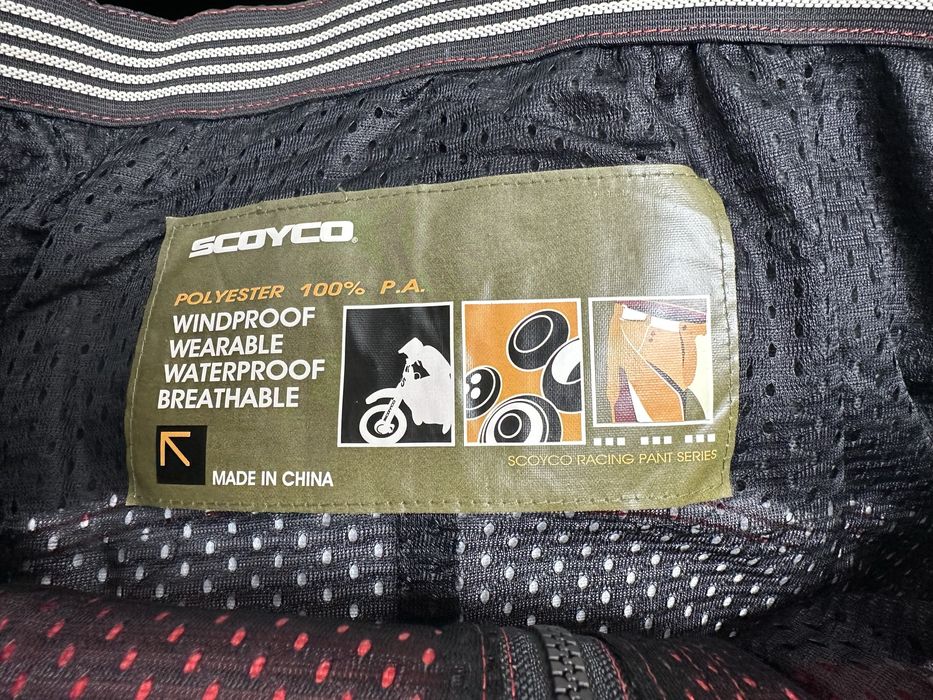 SCOYCO®
POLYESTER 100% P.A.
WINDPROOF
WEARABLE
WATERPROOF
BREATHABLE
MADE IN CHINA
SCOYCO RACING PANT SERIES